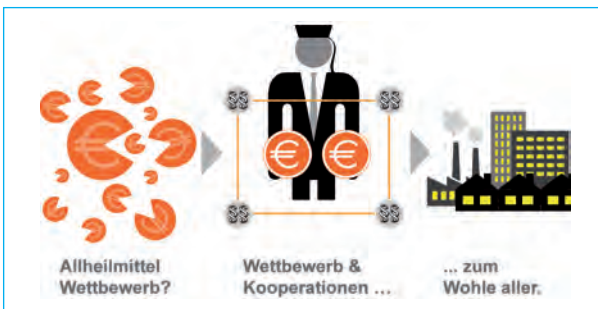 Allheilmittel
Wettbewerb?
Wettbewerb &
Kooperationen ...
... zum
Wohle aller.